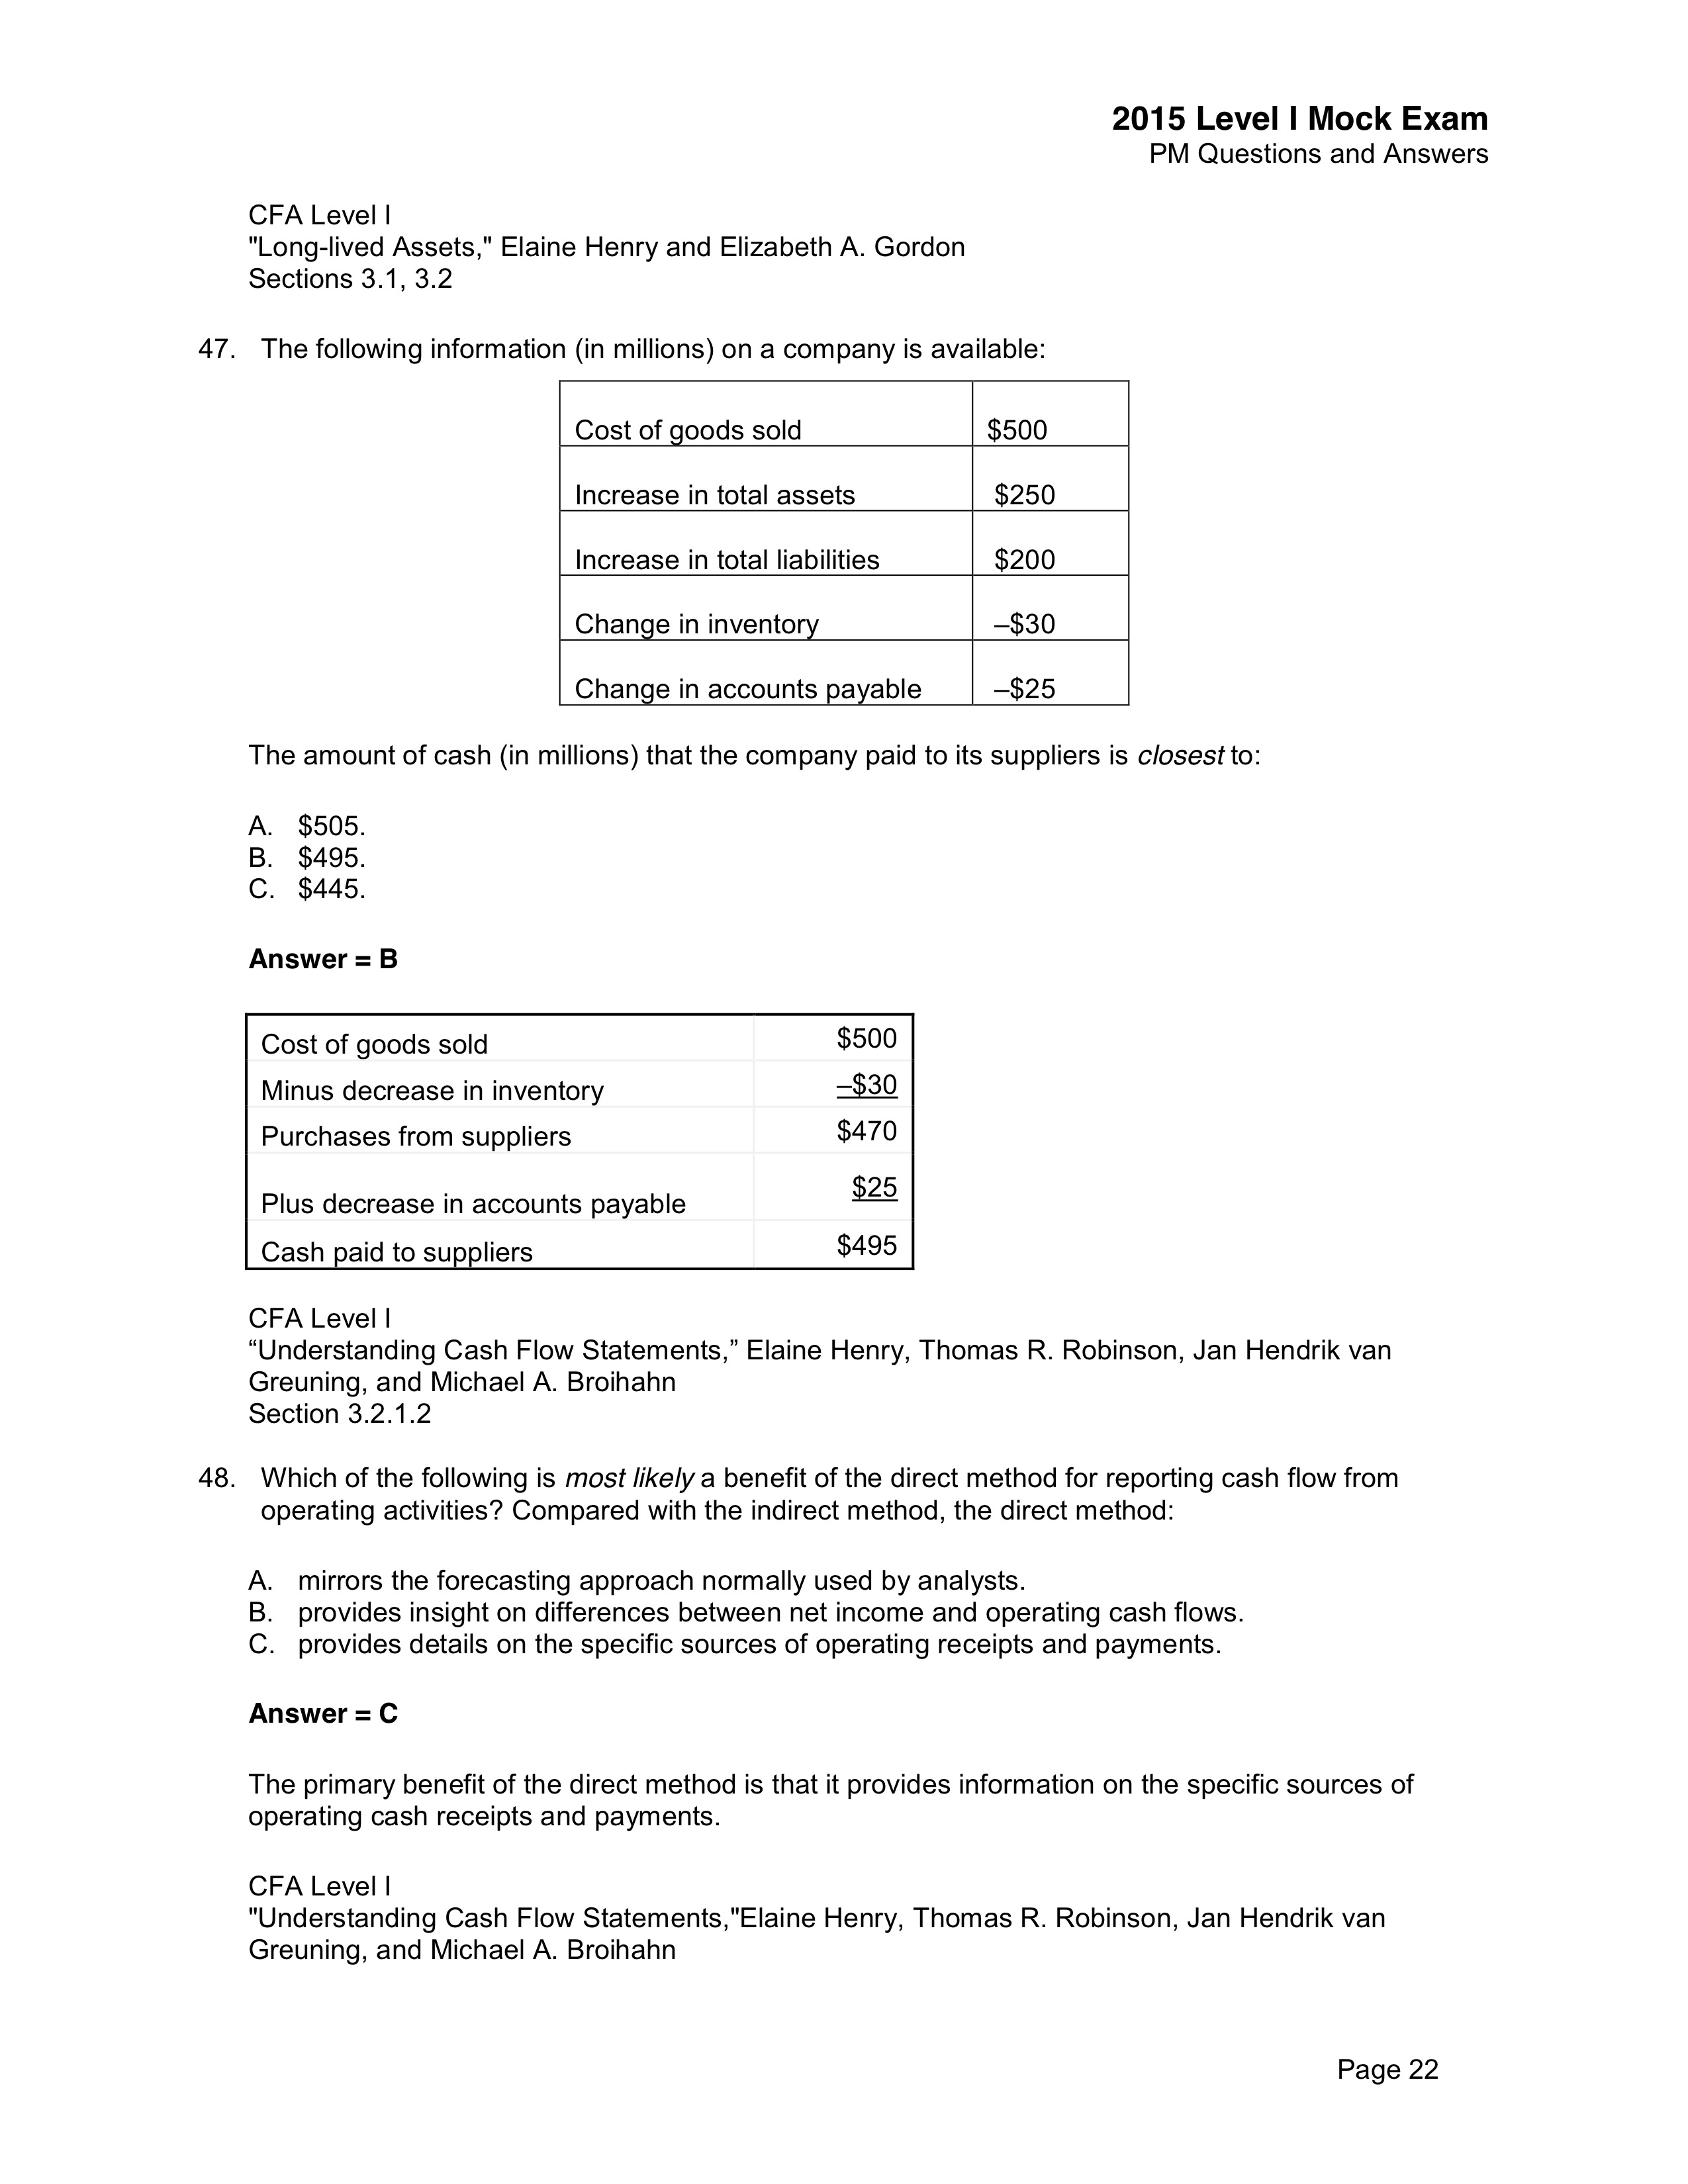 2015 Level I Mock Exam
PM Questions and Answers
CFA Level I
"Long-lived Assets," Elaine Henry and Elizabeth A. Gordon
Sections 3.1, 3.2
47. The following information (in millions) on a company is available:
Cost of goods sold $500
Increase in total assets $250
Increase in total liabilities $200
Change in inventory –$30
Change in accounts payable –$25
The amount of cash (in millions) that the company paid to its suppliers is closest to:
A. $505.
B. $495.
C. $445.
Answer = B
Cost of goods sold $500
Minus decrease in inventory –$30
Purchases from suppliers $470
Plus decrease in accounts payable $25
Cash paid to suppliers $495
CFA Level I
“Understanding Cash Flow Statements,” Elaine Henry, Thomas R. Robinson, Jan Hendrik van
Greuning, and Michael A. Broihahn
Section 3.2.1.2
48. Which of the following is most likely a benefit of the direct method for reporting cash flow from
operating activities? Compared with the indirect method, the direct method:
A. mirrors the forecasting approach normally used by analysts.
B. provides insight on differences between net income and operating cash flows.
C. provides details on the specific sources of operating receipts and payments.
Answer = C
The primary benefit of the direct method is that it provides information on the specific sources of
operating cash receipts and payments.
CFA Level I
"Understanding Cash Flow Statements,"Elaine Henry, Thomas R. Robinson, Jan Hendrik van
Greuning, and Michael A. Broihahn
Page 22